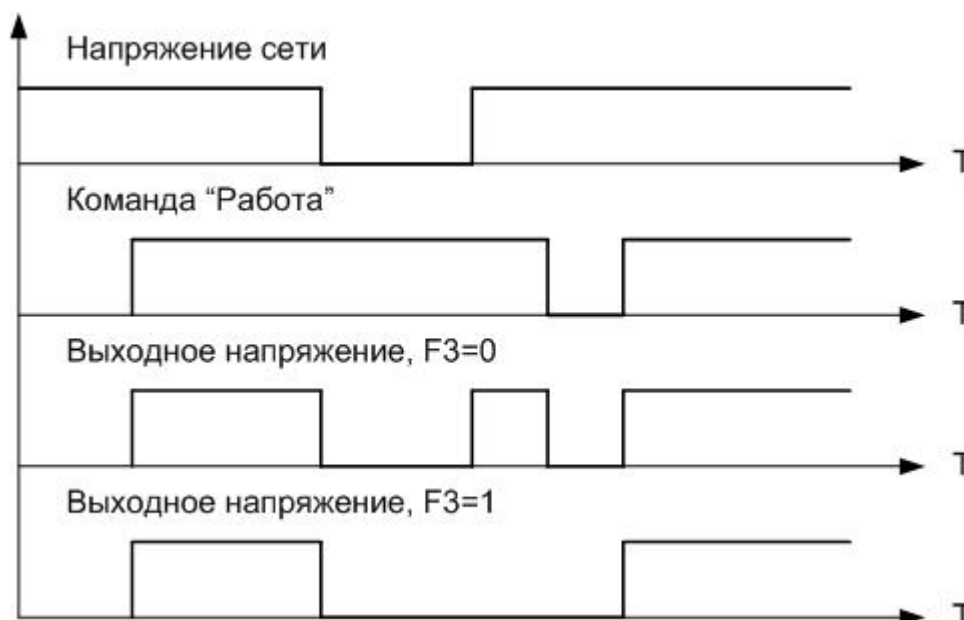 Напряжение сети
T
Команда “Работа”
T
Выходное напряжение, F3=0
T
Выходное напряжение, F3=1
T